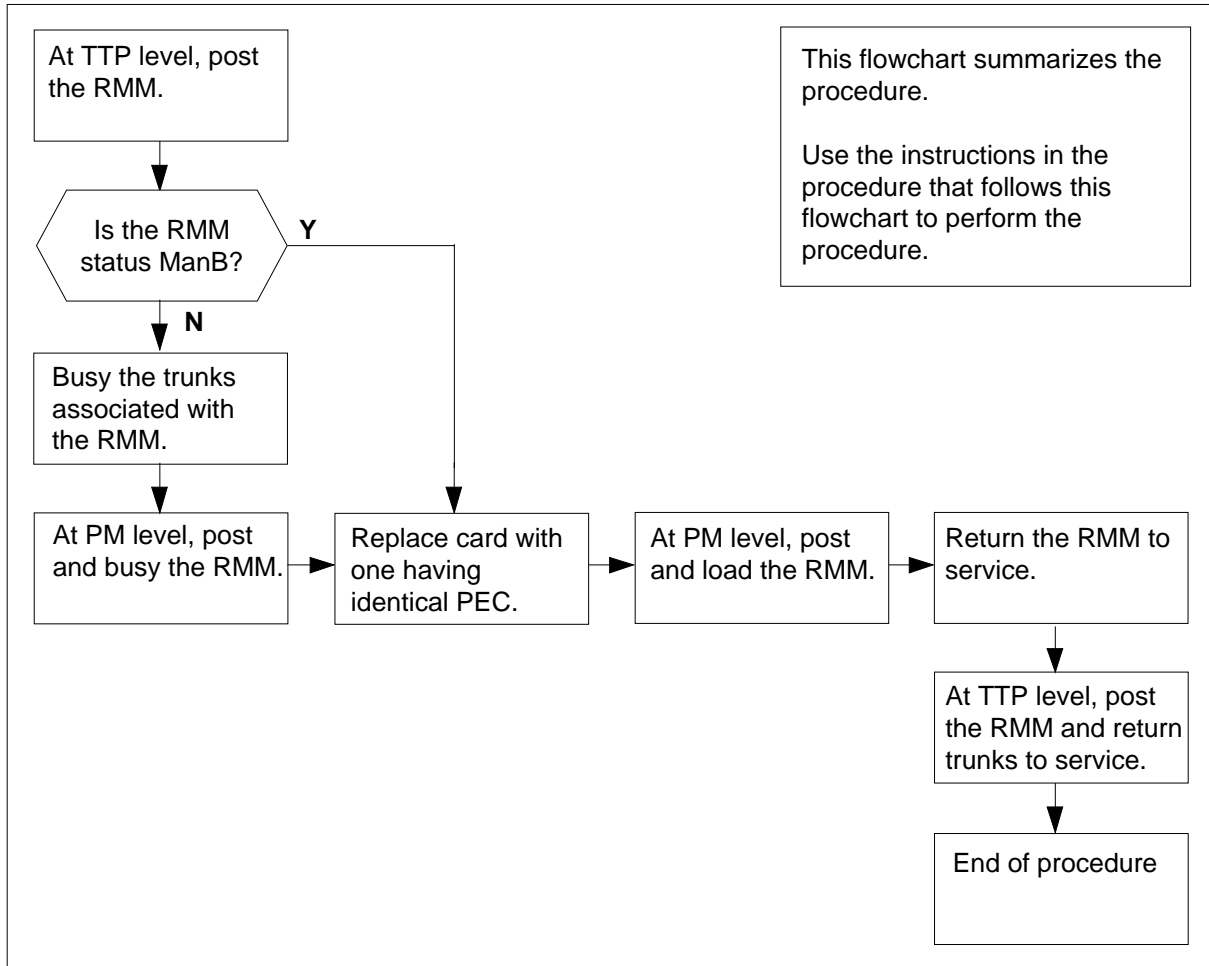 At TTP level, post
the RMM.
This flowchart summarizes the
procedure.
Use the instructions in the
procedure that follows this
flowchart to perform the
procedure.
Is the RMM
status ManB?
Y
N
Busy the trunks
associated with
the RMM.
At PM level, post
and busy the RMM.
Replace card with
one having
identical PEC.
At PM level, post
and load the RMM.
Return the RMM to
service.
At TTP level, post
the RMM and return
trunks to service.
End of procedure